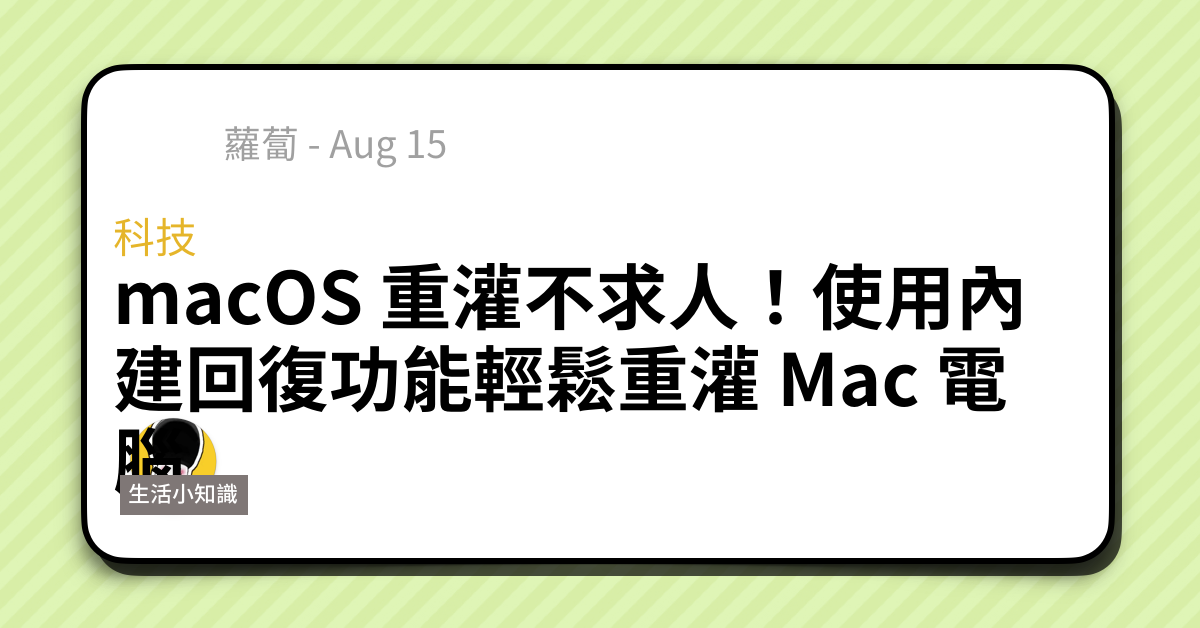 蘿蔔 - Aug 15
科技
macOS 重灌不求人！使用內
建回復功能輕鬆重灌 Mac 電
腦
生活小知識